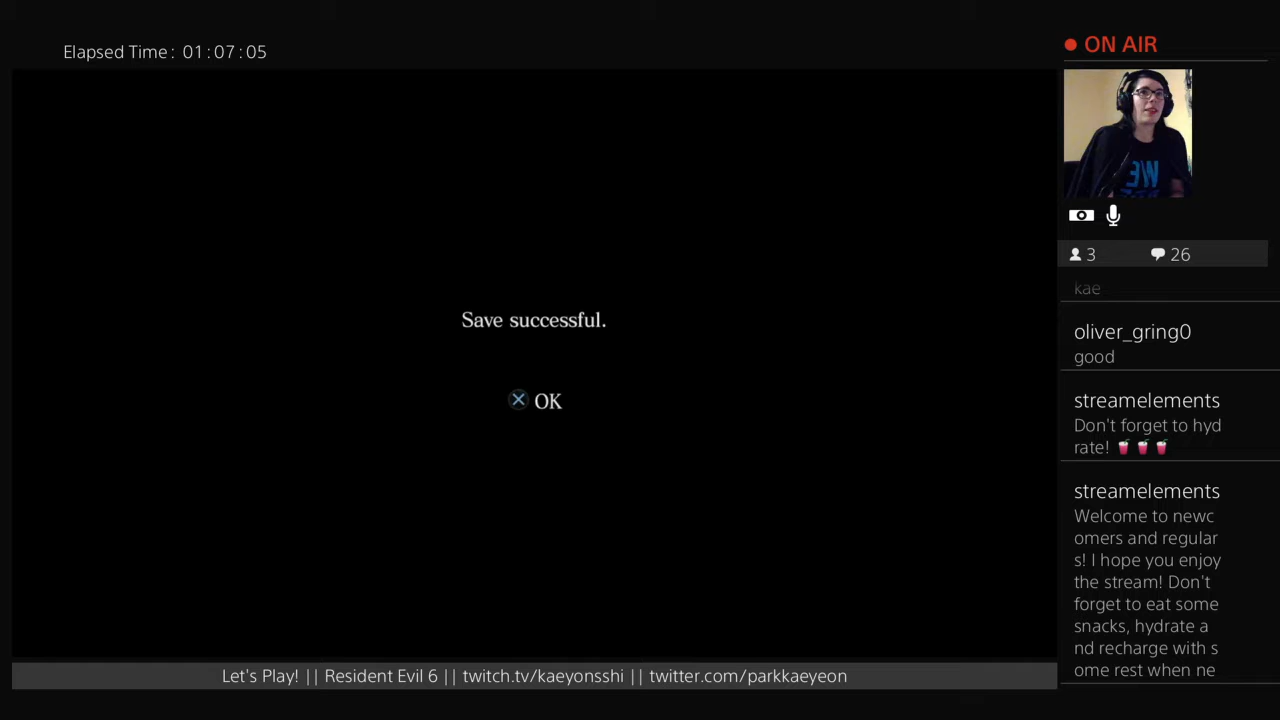 Elapsed Time: 01:07:05
ON AIR
3 26
kae
oliver_gring0
good
streamelements
Don't forget to hyd
rate!
streamelements
Welcome to newc
omers and regular
s! I hope you enjoy
the stream! Don't
forget to eat some
snacks, hydrate a
nd recharge with s
ome rest when ne
Save successful.
OK
Let's Play! || Resident Evil 6 || twitch.tv/kaeyonsshi || twitter.com/parkkaeyeon